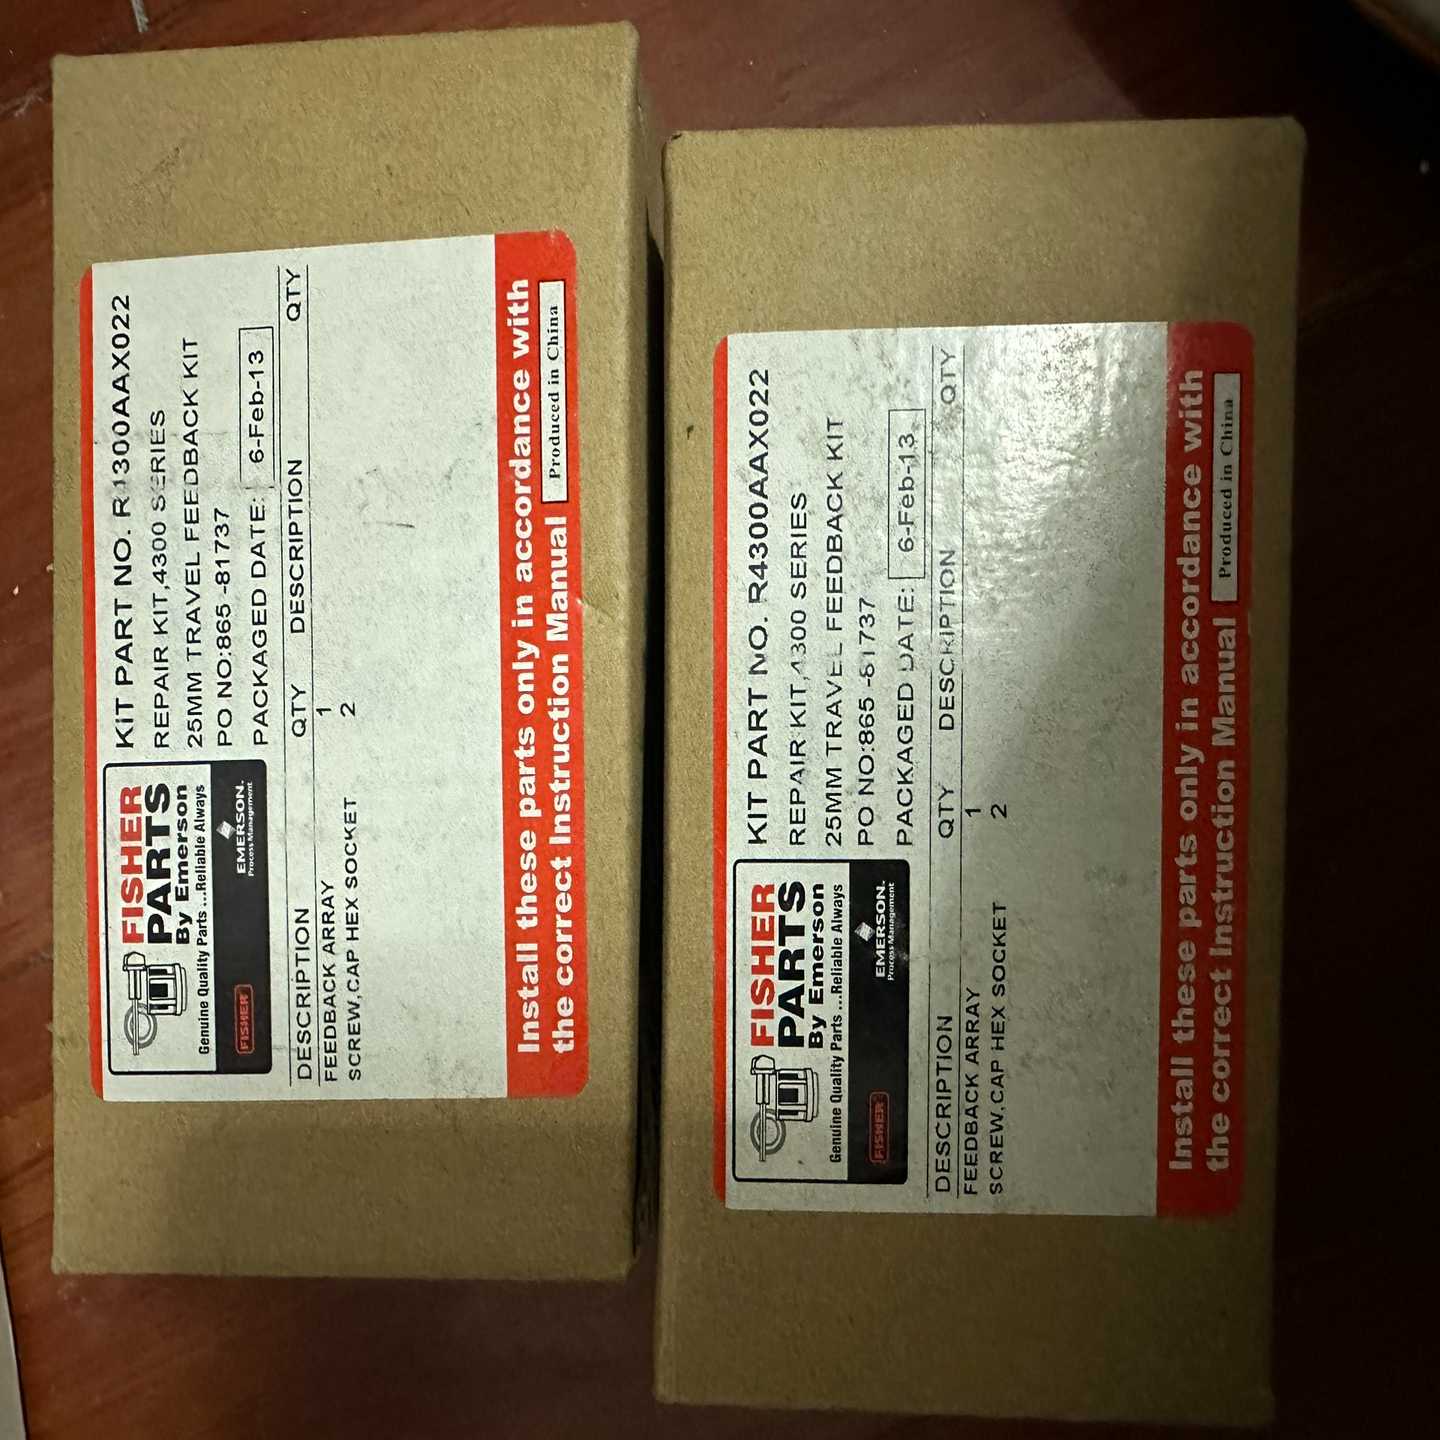 FISHER
PARTS
By Emerson
Genuine Quality Parts ...Reliable Always
FISHER
EMERSON.
Process Management
KIT PART NO. R4300AAX022
REPAIR KIT,4300 SERIES
25MM TRAVEL FEEDBACK KIT
PO NO:865 -81737
PACKAGED DATE: 6-Feb-13
DESCRIPTION QTY DESCRIPTION QTY
FEEDBACK ARRAY 1
SCREW,CAP HEX SOCKET 2
Install these parts only in accordance with
the correct Instruction Manual Produced in China
FISHER
PARTS
By Emerson
Genuine Quality Parts ...Reliable Always
FISHER
EMERSON.
Process Management
KIT PART NO. R4300AAX022
REPAIR KIT,4300 SERIES
25MM TRAVEL FEEDBACK KIT
PO NO:865 -81737
PACKAGED DATE: 6-Feb-13
DESCRIPTION QTY DESCRIPTION QTY
FEEDBACK ARRAY 1
SCREW,CAP HEX SOCKET 2
Install these parts only in accordance with
the correct Instruction Manual Produced in China